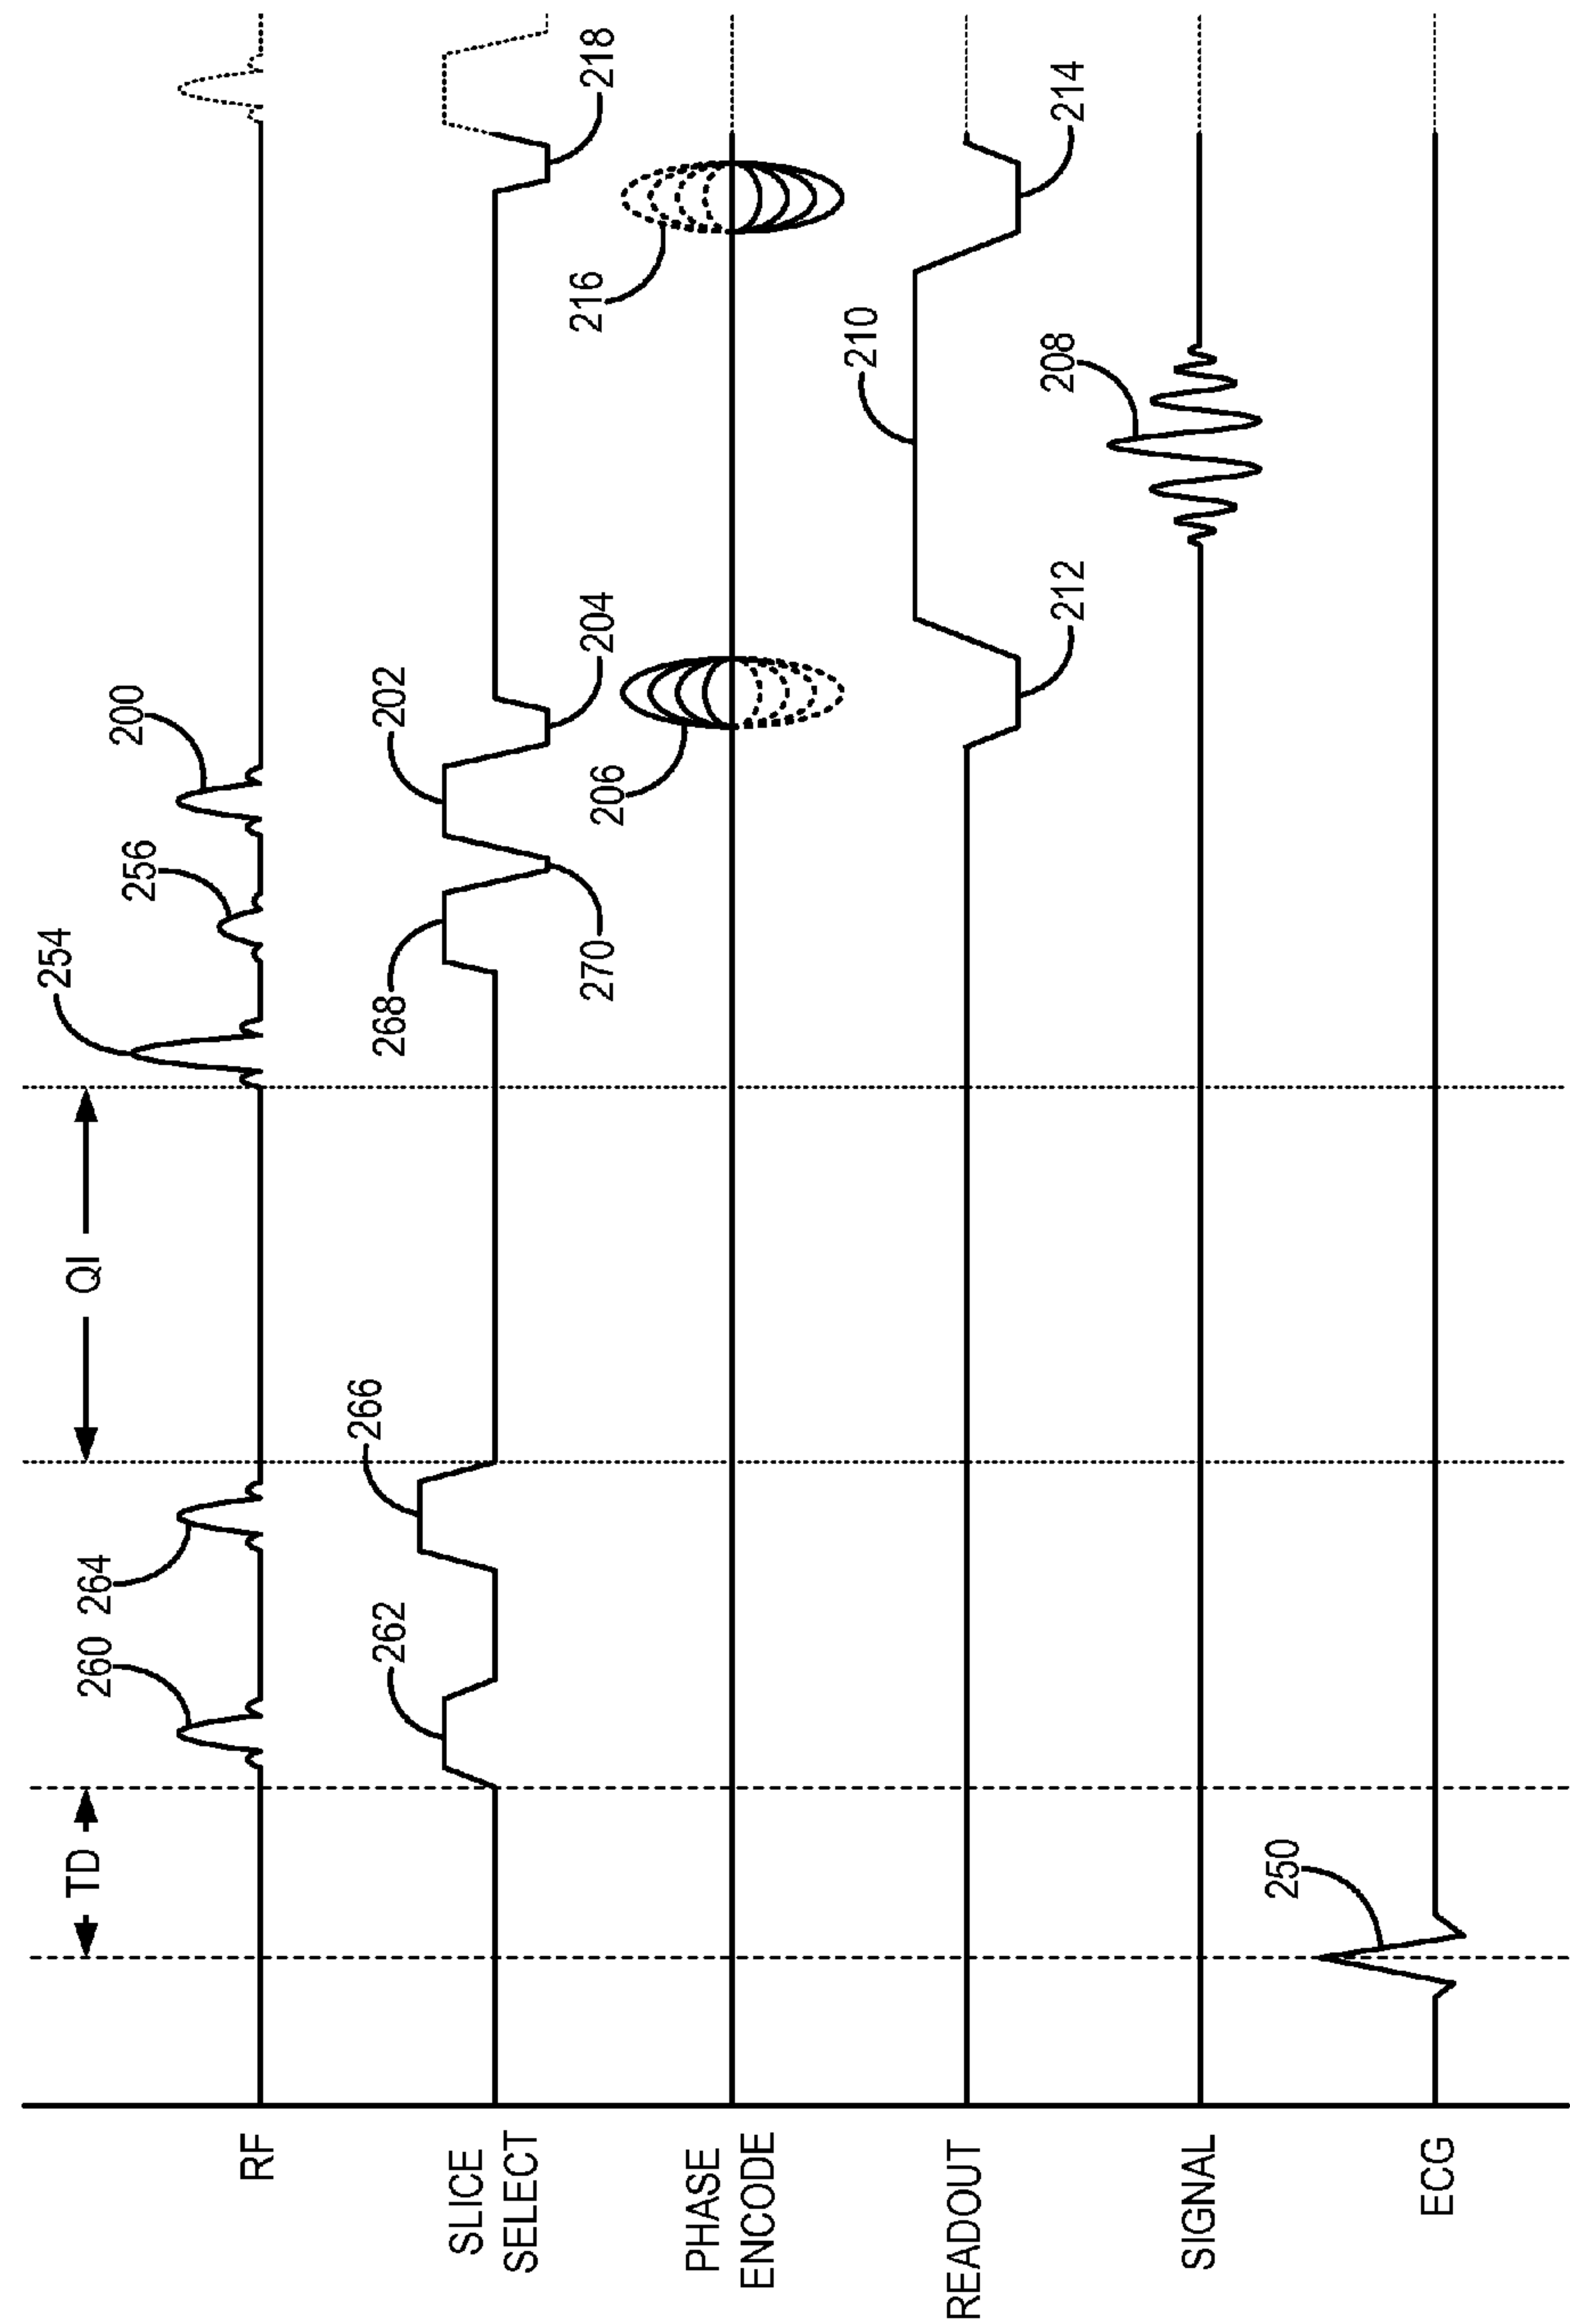 TD
QI
260
264
254
256
200
RF
262
266
268
202
270
204
218
SLICE
SELECT
206
216
PHASE
ENCODE
210
212
214
READOUT
208
SIGNAL
250
ECG